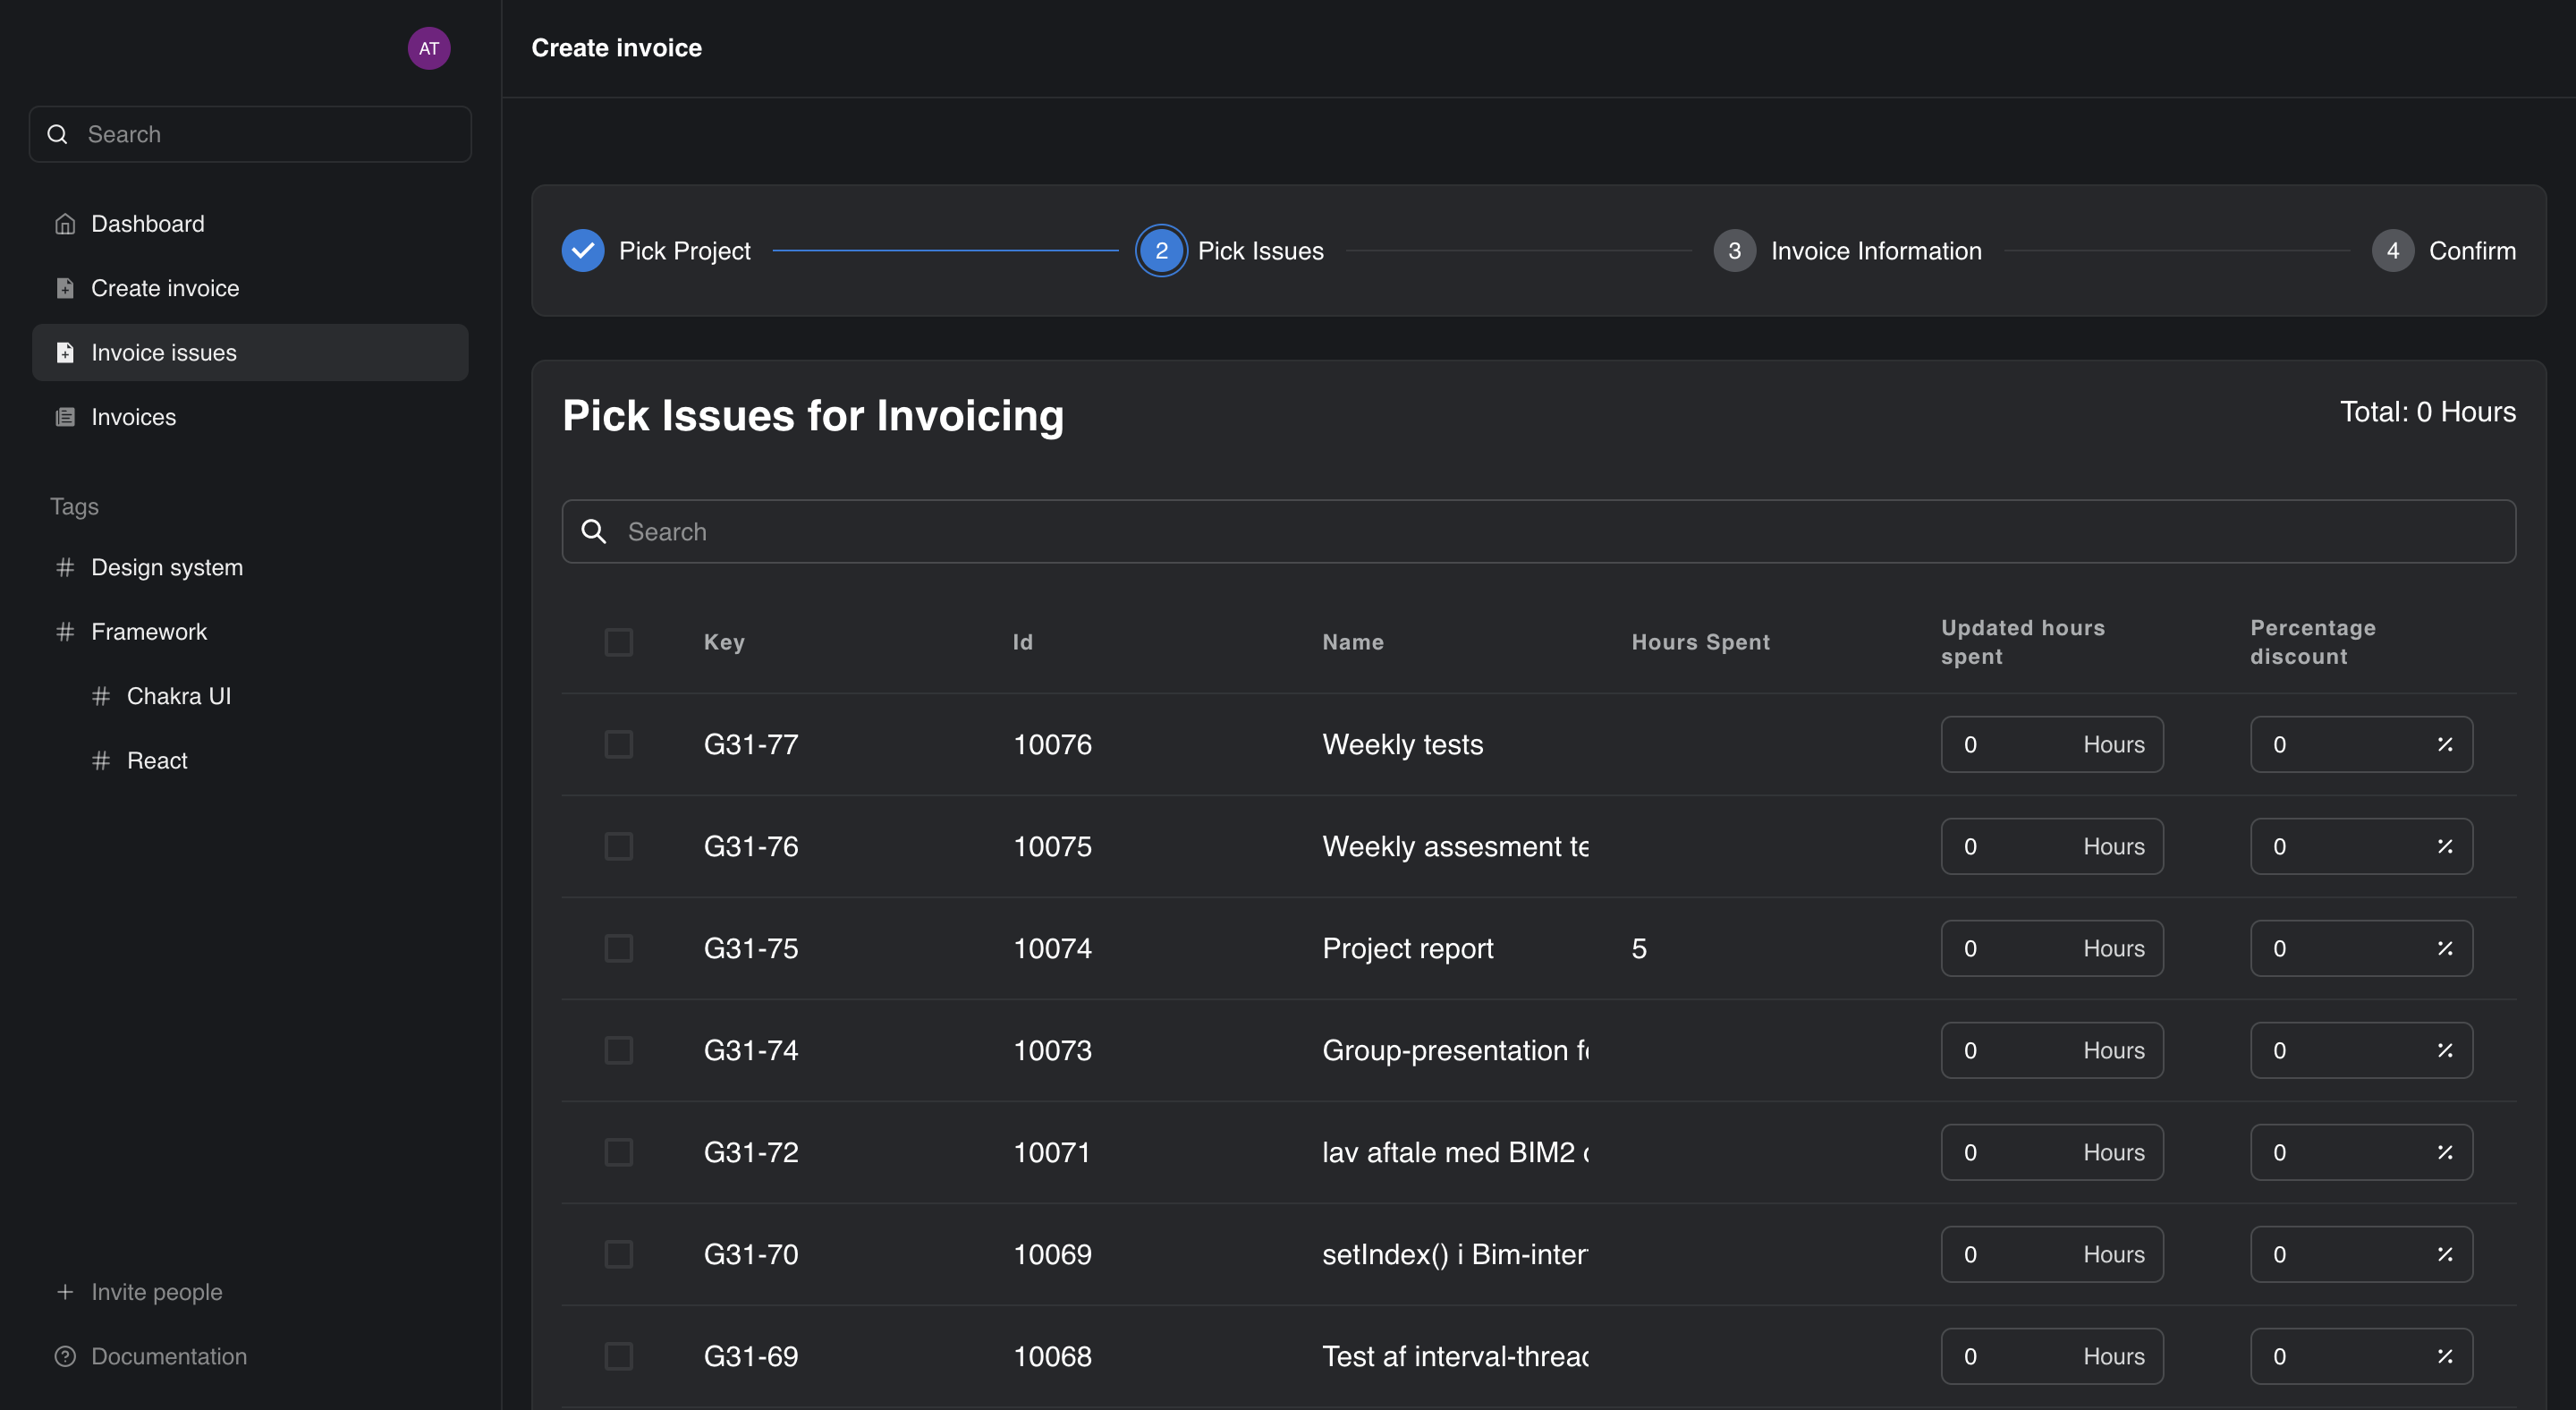 AT
Search
Dashboard
Create invoice
Invoice issues
Invoices
Tags
# Design system
# Framework
# Chakra UI
# React
+ Invite people
Documentation
Create invoice
Pick Project
2 Pick Issues
3 Invoice Information
4 Confirm
Pick Issues for Invoicing
Total: 0 Hours
Search
Key Id Name Hours Spent Updated hours spent Percentage discount
G31-77 10076 Weekly tests 0 Hours 0 %
G31-76 10075 Weekly assesment te 0 Hours 0 %
G31-75 10074 Project report 5 0 Hours 0 %
G31-74 10073 Group-presentation 0 Hours 0 %
G31-72 10071 lav aftale med BIM2 0 Hours 0 %
G31-70 10069 setIndex() i Bim-inter 0 Hours 0 %
G31-69 10068 Test af interval-threa 0 Hours 0 %